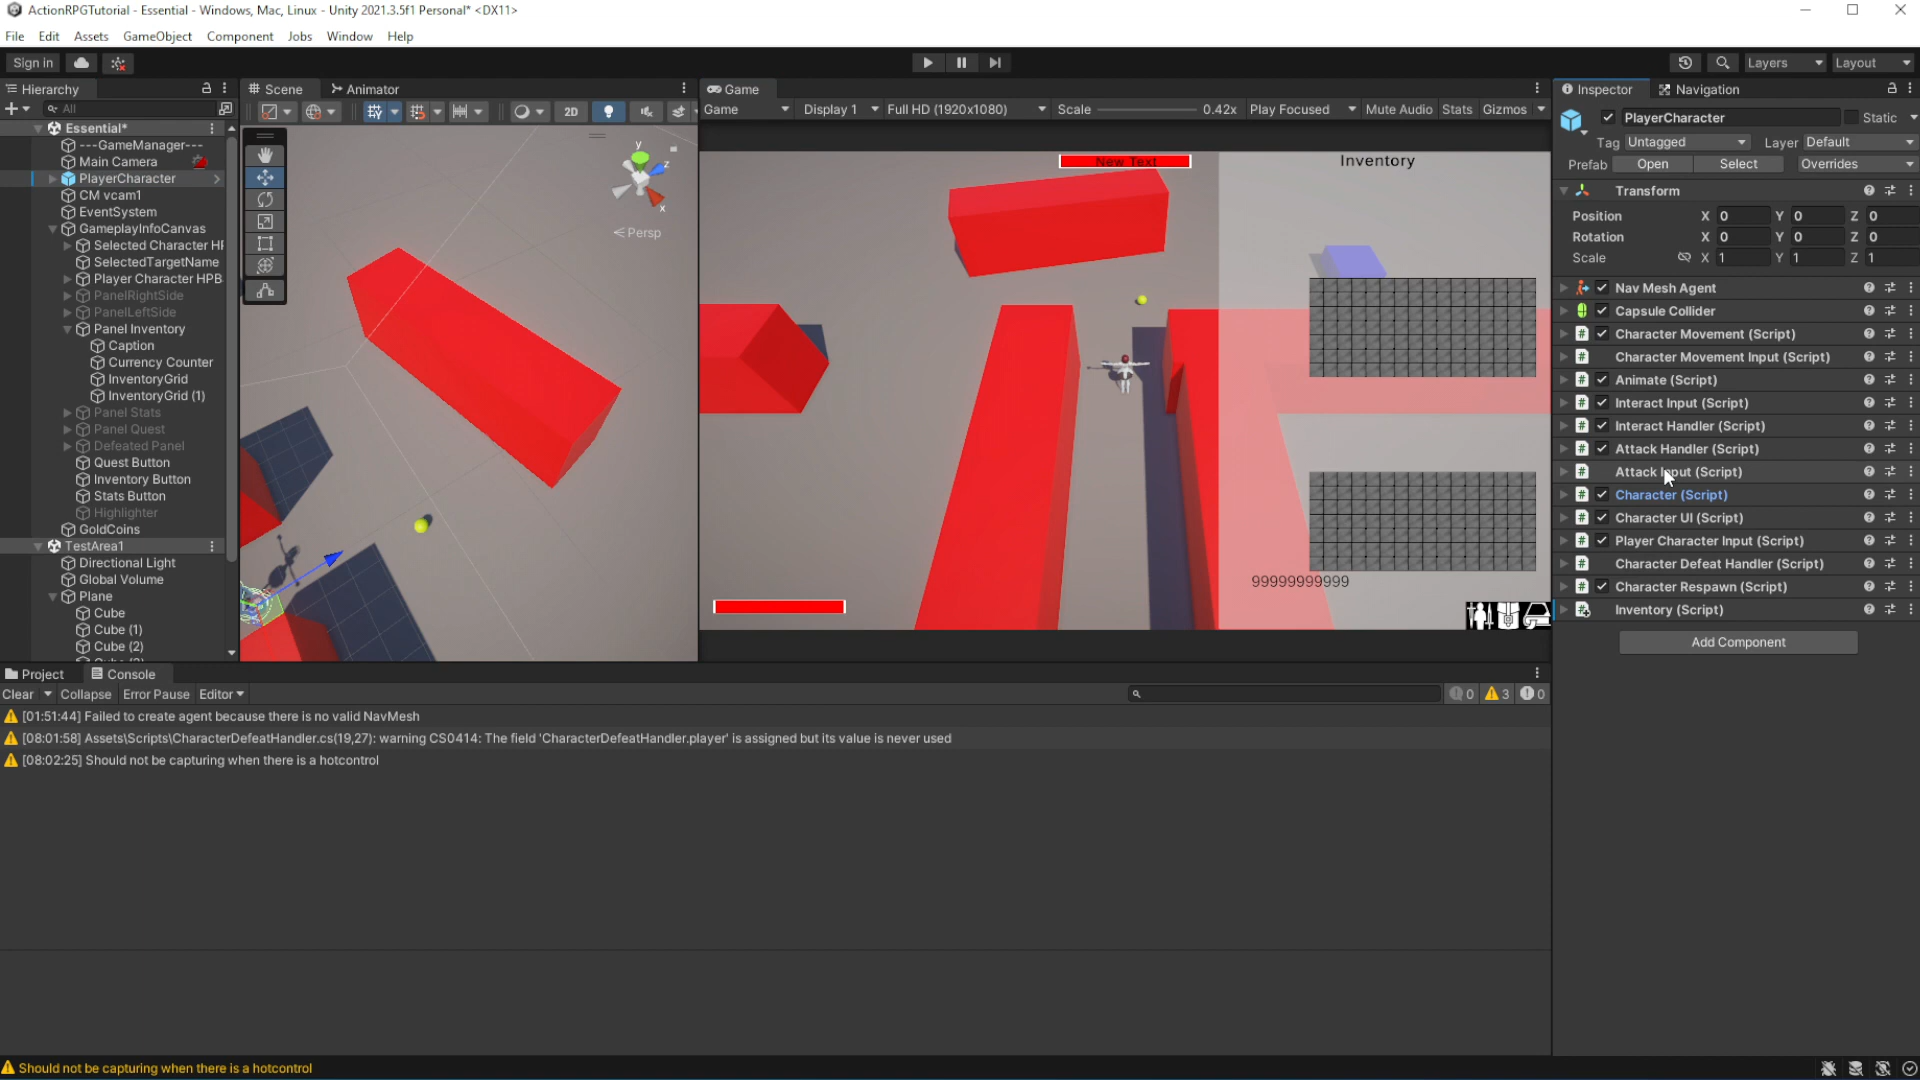 ActionRPGTutorial - Essential - Windows, Mac, Linux - Unity 2021.3.5f1 Personal* <DX11>
File Edit Assets GameObject Component Jobs Window Help
Sign in
Layers
Layout
Hierarchy
All
Essential*
---GameManager---
Main Camera
PlayerCharacter
CM vcam1
EventSystem
GameplayInfoCanvas
Selected Character HF
SelectedTargetName
Player Character HPB
PanelRightSide
PanelLeftSide
Panel Inventory
Caption
Currency Counter
InventoryGrid
InventoryGrid (1)
Panel Stats
Panel Quest
Defeated Panel
Quest Button
Inventory Button
Stats Button
Highlighter
GoldCoins
TestArea1
Directional Light
Global Volume
Plane
Cube
Cube (1)
Cube (2)
Scene
Animator
2D
y
z
x
Persp
Game
Game Display 1 Full HD (1920x1080) Scale 0.42x Play Focused Mute Audio Stats Gizmos
New Text
Inventory
99999999999
Inspector
Navigation
PlayerCharacter
Static
Tag Untagged Layer Default
Prefab Open Select Overrides
Transform
Position X 0 Y 0 Z 0
Rotation X 0 Y 0 Z 0
Scale X 1 Y 1 Z 1
Nav Mesh Agent
Capsule Collider
# Character Movement (Script)
# Character Movement Input (Script)
# Animate (Script)
# Interact Input (Script)
# Interact Handler (Script)
# Attack Handler (Script)
# Attack Input (Script)
# Character (Script)
# Character UI (Script)
# Player Character Input (Script)
# Character Defeat Handler (Script)
# Character Respawn (Script)
# Inventory (Script)
Add Component
Project
Console
Clear Collapse Error Pause Editor
0 3 0
[01:51:44] Failed to create agent because there is no valid NavMesh
[08:01:58] Assets\Scripts\CharacterDefeatHandler.cs(19,27): warning CS0414: The field 'CharacterDefeatHandler.player' is assigned but its value is never used
[08:02:25] Should not be capturing when there is a hotcontrol
Should not be capturing when there is a hotcontrol